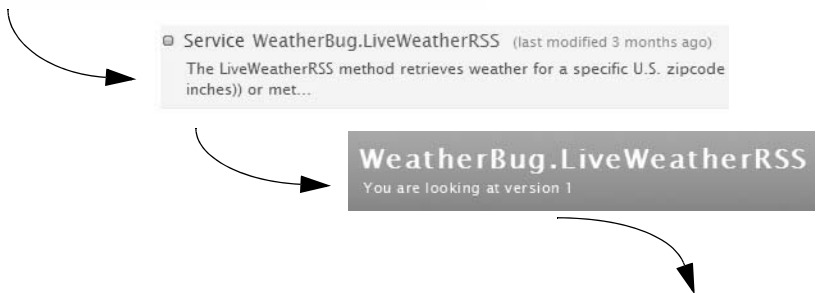 Service WeatherBug.LiveWeatherRSS (last modified 3 months ago)
The LiveWeatherRSS method retrieves weather for a specific U.S. zipcode
inches)) or met...
WeatherBug.LiveWeatherRSS
You are looking at version 1